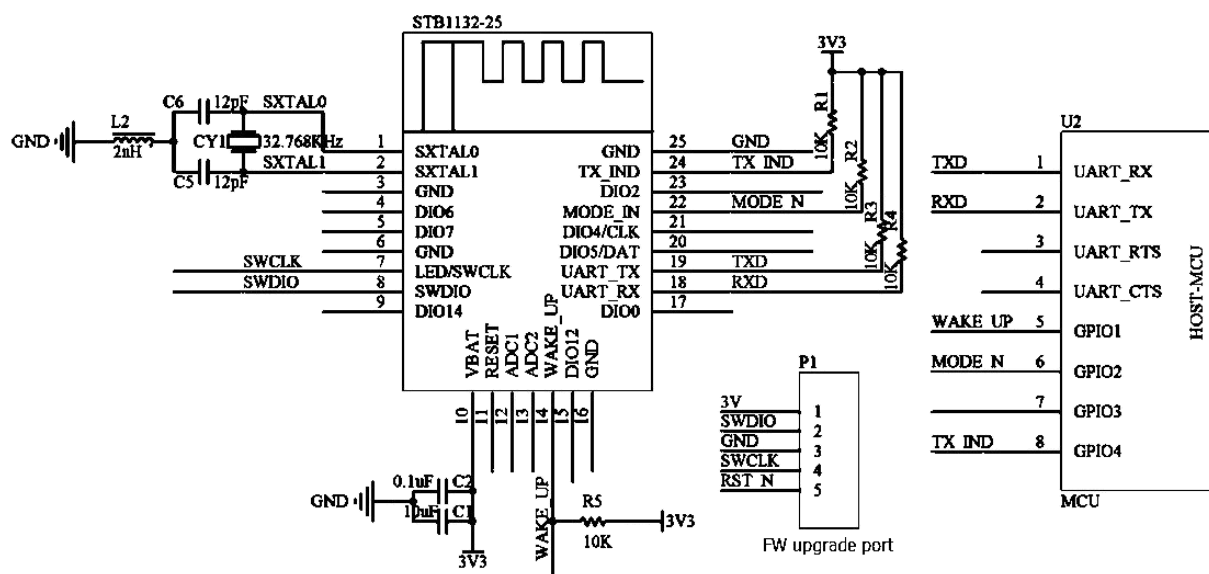 STB1132-25
3V3
C6 12pF SXTAL0
R1
10K
GND
L2
2nH
CY1 32.768KHz
SXTAL1
C5 12pF
1 SXTAL0
2 SXTAL1
3 GND
4 DIO6
5 DIO7
6 GND
SWCLK 7 LED/SWCLK
SWDIO 8 SWDIO
9 DIO14
GND 25 GND
TX_IND 24 TX_IND
DIO2 23
MODE_IN 22 MODE_N
DIO4/CLK 21
DIO5/DAT 20
UART_TX 19 TXD
UART_RX 18 RXD
DIO0 17
R2
10K
R3
10K
R4
10K
VBAT
RESET
ADC1
ADC2
WAKE_UP
DIO12
GND
10
11
12
13
14
15
16
GND
0.1uF C2
10uF C1
3V3
WAKE_UP
R5
10K
3V3
P1
3V 1
SWDIO 2
GND 3
SWCLK 4
RST_N 5
FW upgrade port
U2
TXD 1 UART_RX
RXD 2 UART_TX
3 UART_RTS
4 UART_CTS
WAKE_UP 5 GPIO1
MODE_N 6 GPIO2
7 GPIO3
TX_IND 8 GPIO4
HOST-MCU
MCU